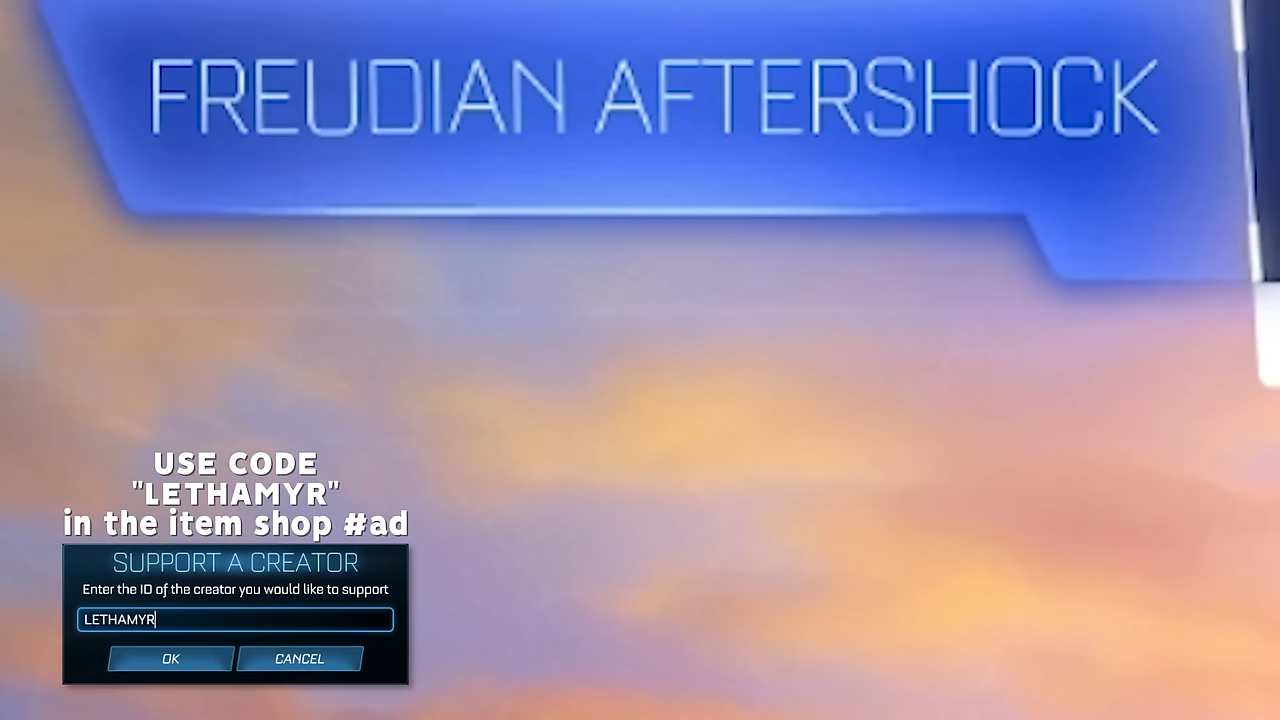 FREUDIAN AFTERSHOCK
USE CODE
"LETHAMYR"
in the item shop #ad
SUPPORT A CREATOR
Enter the ID of the creator you would like to support
LETHAMYR
OK
CANCEL